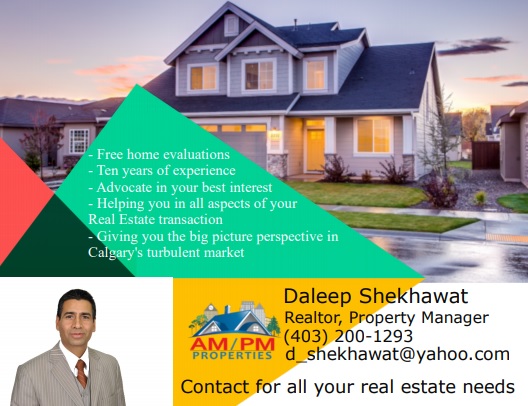 - Free home evaluations
- Ten years of experience
- Advocate in your best interest
- Helping you in all aspects of your
Real Estate transaction
- Giving you the big picture perspective in
Calgary's turbulent market
AM/PM
PROPERTIES
Daleep Shekhawat
Realtor, Property Manager
(403) 200-1293
d_shekhawat@yahoo.com
Contact for all your real estate needs